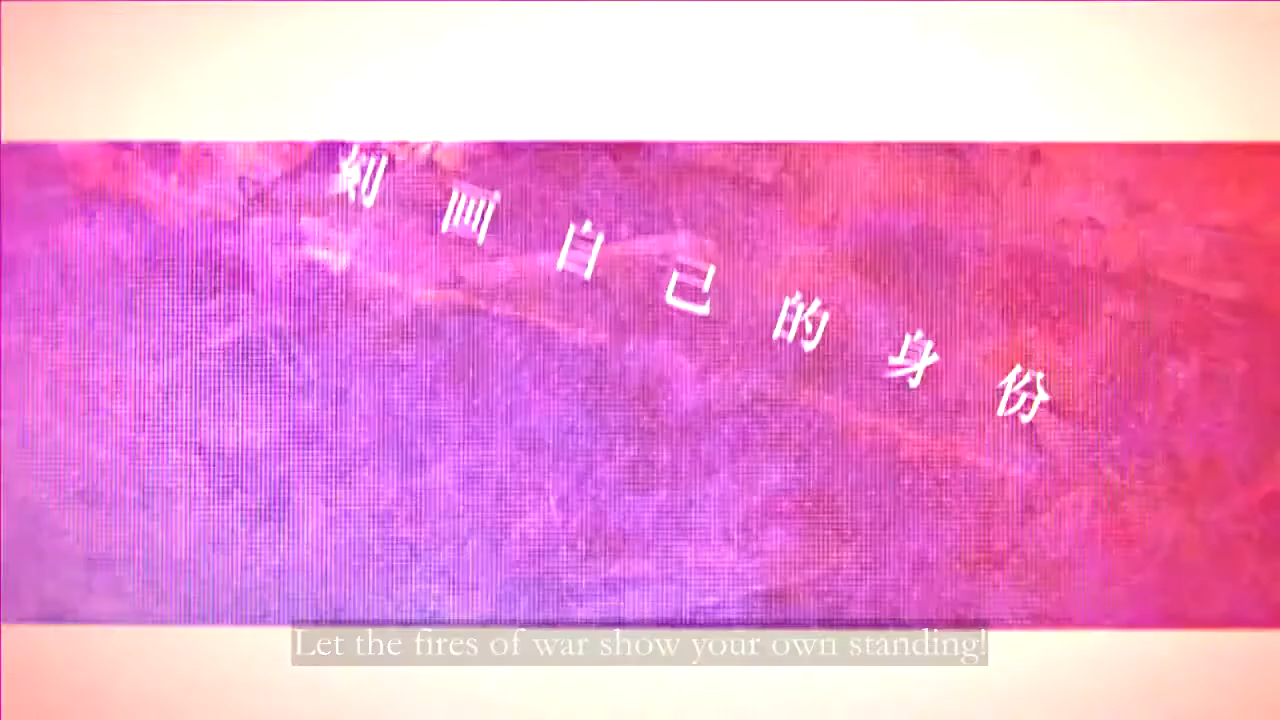 刻画自己的身份
Let the fires of war show your own standing!